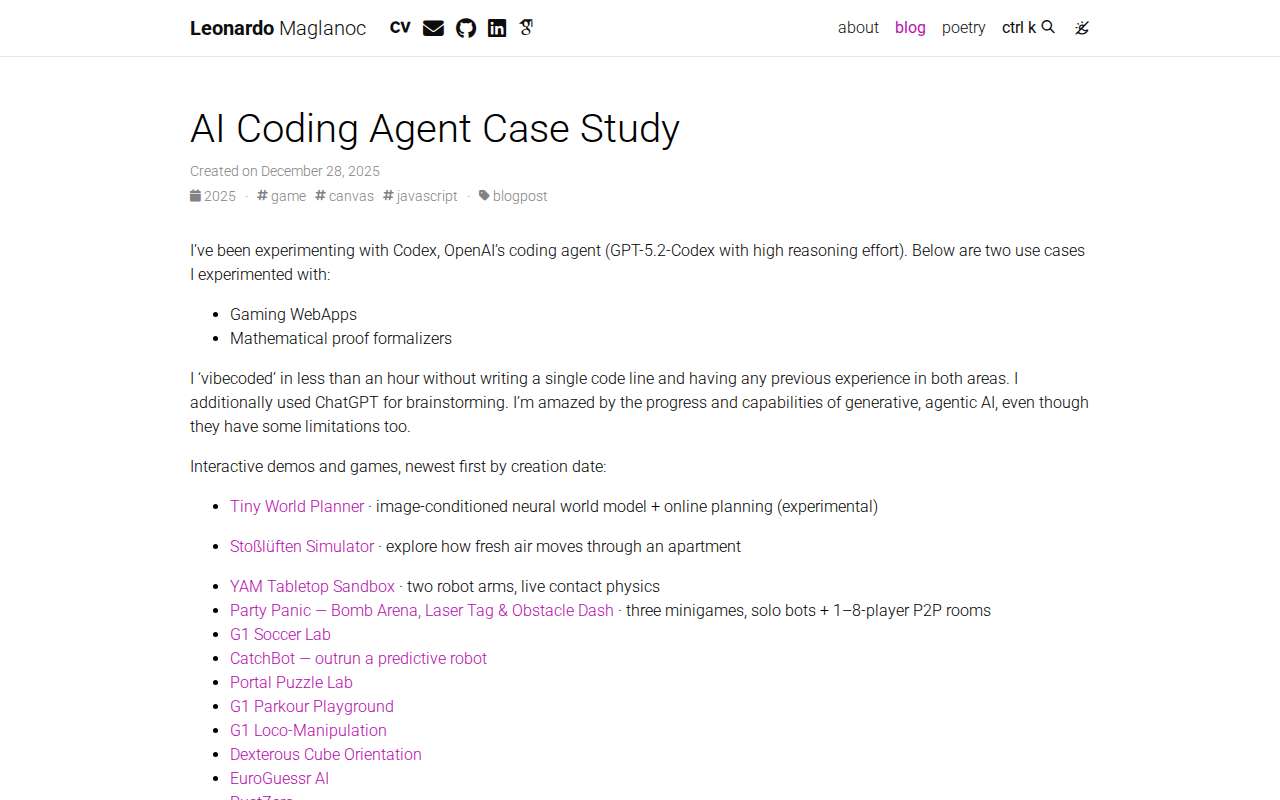 Leonardo Maglanoc CV about blog poetry ctrl k
AI Coding Agent Case Study
Created on December 28, 2025
2025 · # game # canvas # javascript · blogpost
I've been experimenting with Codex, OpenAI's coding agent (GPT-5.2-Codex with high reasoning effort). Below are two use cases
I experimented with:
• Gaming WebApps
• Mathematical proof formalizers
I ‘vibecoded’ in less than an hour without writing a single code line and having any previous experience in both areas. I
additionally used ChatGPT for brainstorming. I'm amazed by the progress and capabilities of generative, agentic AI, even though
they have some limitations too.
Interactive demos and games, newest first by creation date:
• Tiny World Planner · image-conditioned neural world model + online planning (experimental)
• Stoßlüften Simulator · explore how fresh air moves through an apartment
• YAM Tabletop Sandbox · two robot arms, live contact physics
• Party Panic — Bomb Arena, Laser Tag & Obstacle Dash · three minigames, solo bots + 1–8-player P2P rooms
• G1 Soccer Lab
• CatchBot — outrun a predictive robot
• Portal Puzzle Lab
• G1 Parkour Playground
• G1 Loco-Manipulation
• Dexterous Cube Orientation
• EuroGuessr AI